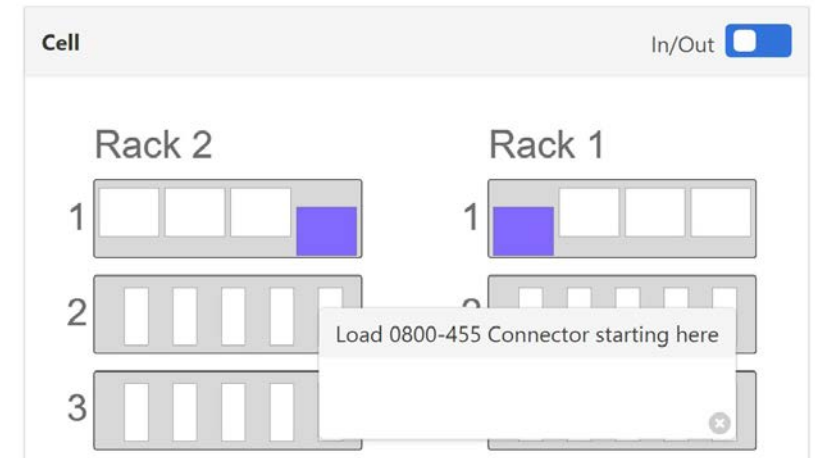 Cell In/Out
Rack 2 Rack 1
1 1
2
Load 0800-455 Connector starting here
3